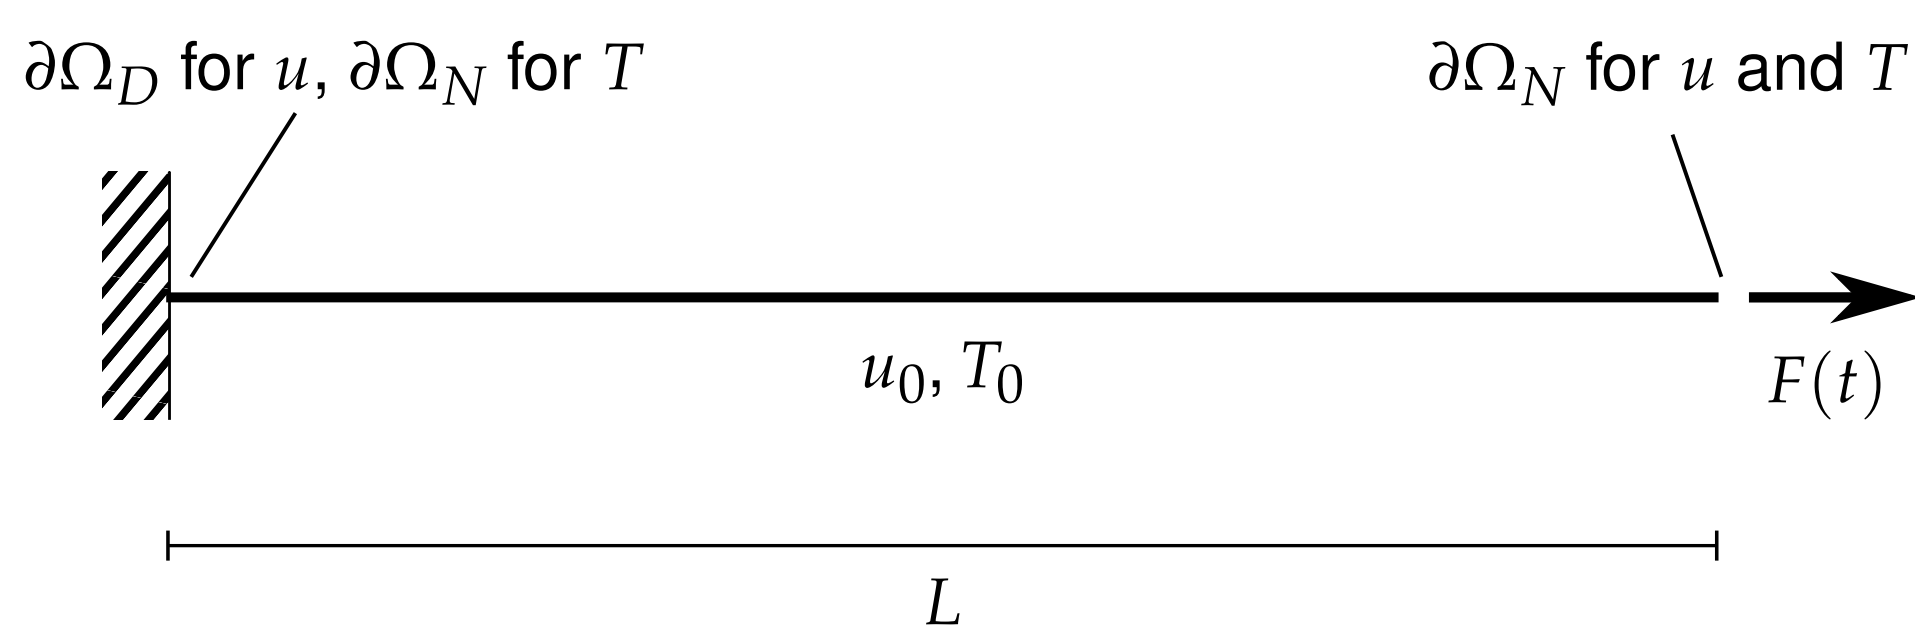 ∂Ω_D for u, ∂Ω_N for T
∂Ω_N for u and T
u_0, T_0
F(t)
L